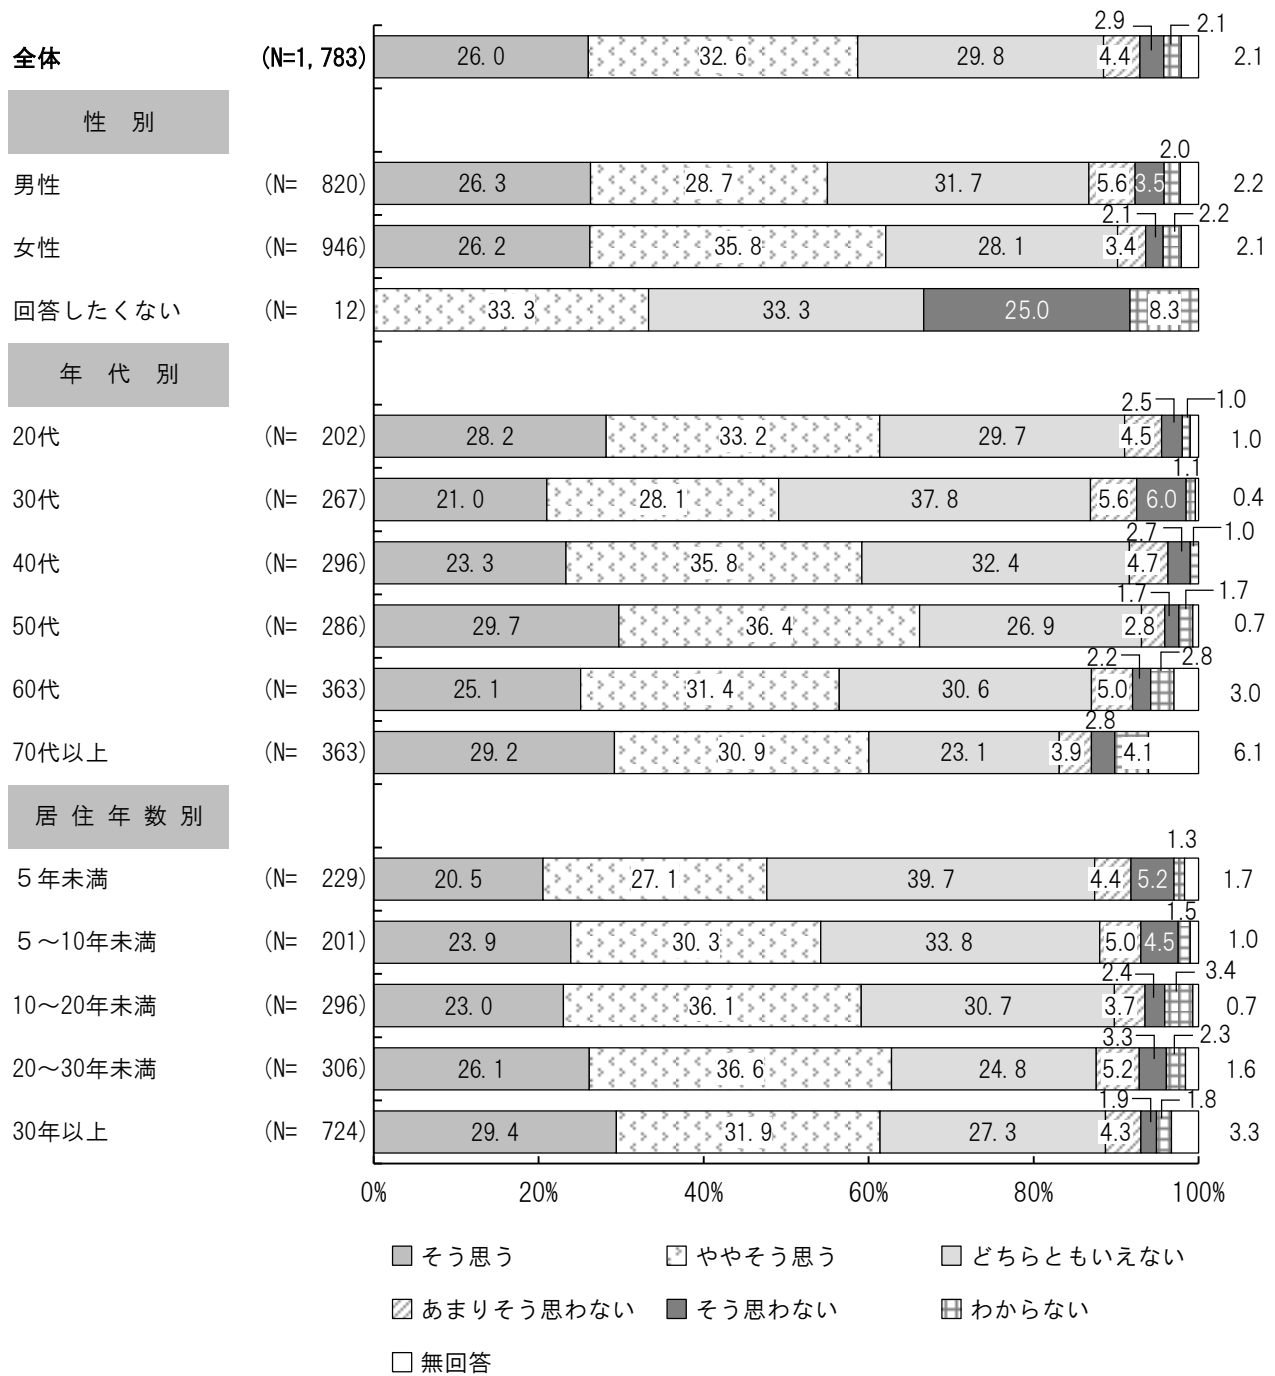 2.9 2.1
全体 (N=1,783) 26.0 32.6 29.8 4.4 2.1
性 別
2.0
男性 (N= 820) 26.3 28.7 31.7 5.6 3.5 2.2
2.1 2.2
女性 (N= 946) 26.2 35.8 28.1 3.4 2.1
回答したくない (N= 12) 33.3 33.3 25.0 8.3
年 代 別
2.5 1.0
20代 (N= 202) 28.2 33.2 29.7 4.5 1.0
1.1
30代 (N= 267) 21.0 28.1 37.8 5.6 6.0 0.4
2.7 1.0
40代 (N= 296) 23.3 35.8 32.4 4.7
1.7 1.7
50代 (N= 286) 29.7 36.4 26.9 2.8 0.7
2.2 2.8
60代 (N= 363) 25.1 31.4 30.6 5.0 3.0
2.8
70代以上 (N= 363) 29.2 30.9 23.1 3.9 4.1 6.1
居 住 年 数 別
1.3
５年未満 (N= 229) 20.5 27.1 39.7 4.4 5.2 1.7
1.5
５～10年未満 (N= 201) 23.9 30.3 33.8 5.0 4.5 1.0
2.4 3.4
10～20年未満 (N= 296) 23.0 36.1 30.7 3.7 0.7
3.3 2.3
20～30年未満 (N= 306) 26.1 36.6 24.8 5.2 1.6
1.9 1.8
30年以上 (N= 724) 29.4 31.9 27.3 4.3 3.3
0% 20% 40% 60% 80% 100%
そう思う ややそう思う どちらともいえない
あまりそう思わない そう思わない わからない
無回答